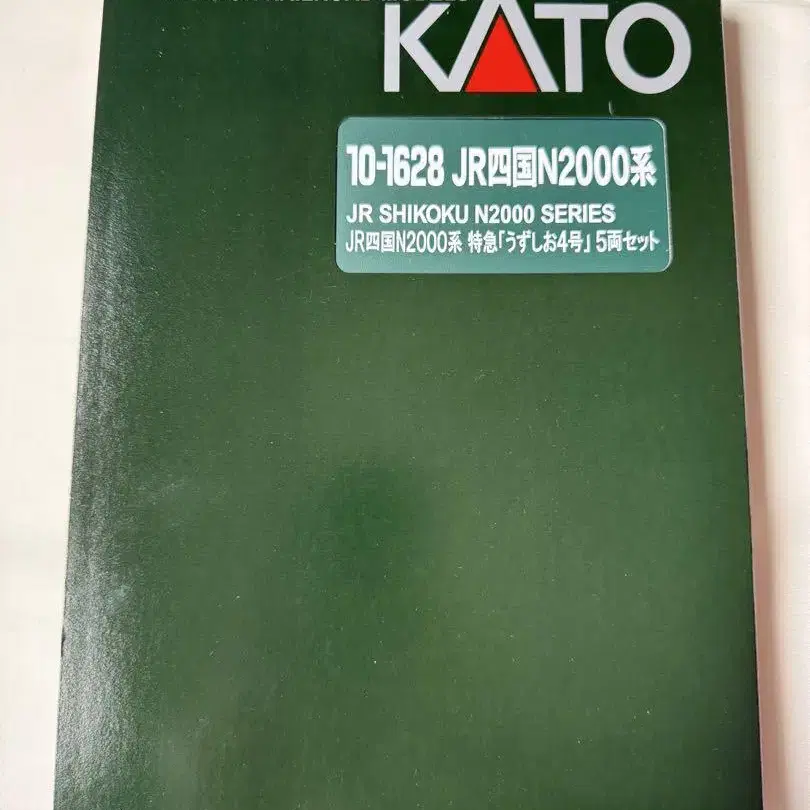 KATO
10-1628 JR四国N2000系
JR SHIKOKU N2000 SERIES
JR四国N2000系 特急「うずしお4号」 5両セット